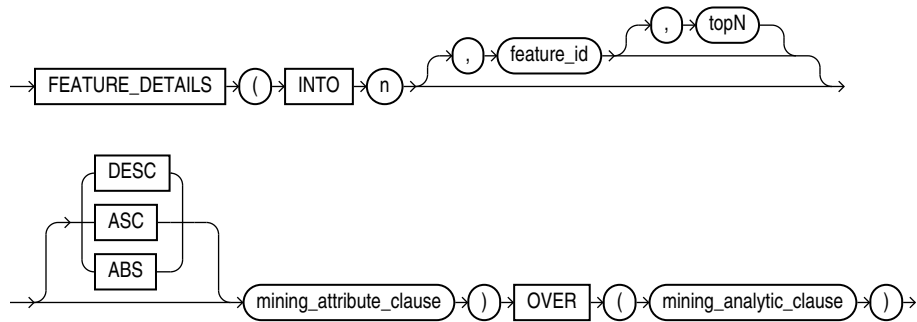 , topN
, feature_id
FEATURE_DETAILS ( INTO n
DESC
ASC
ABS
mining_attribute_clause ) OVER ( mining_analytic_clause )